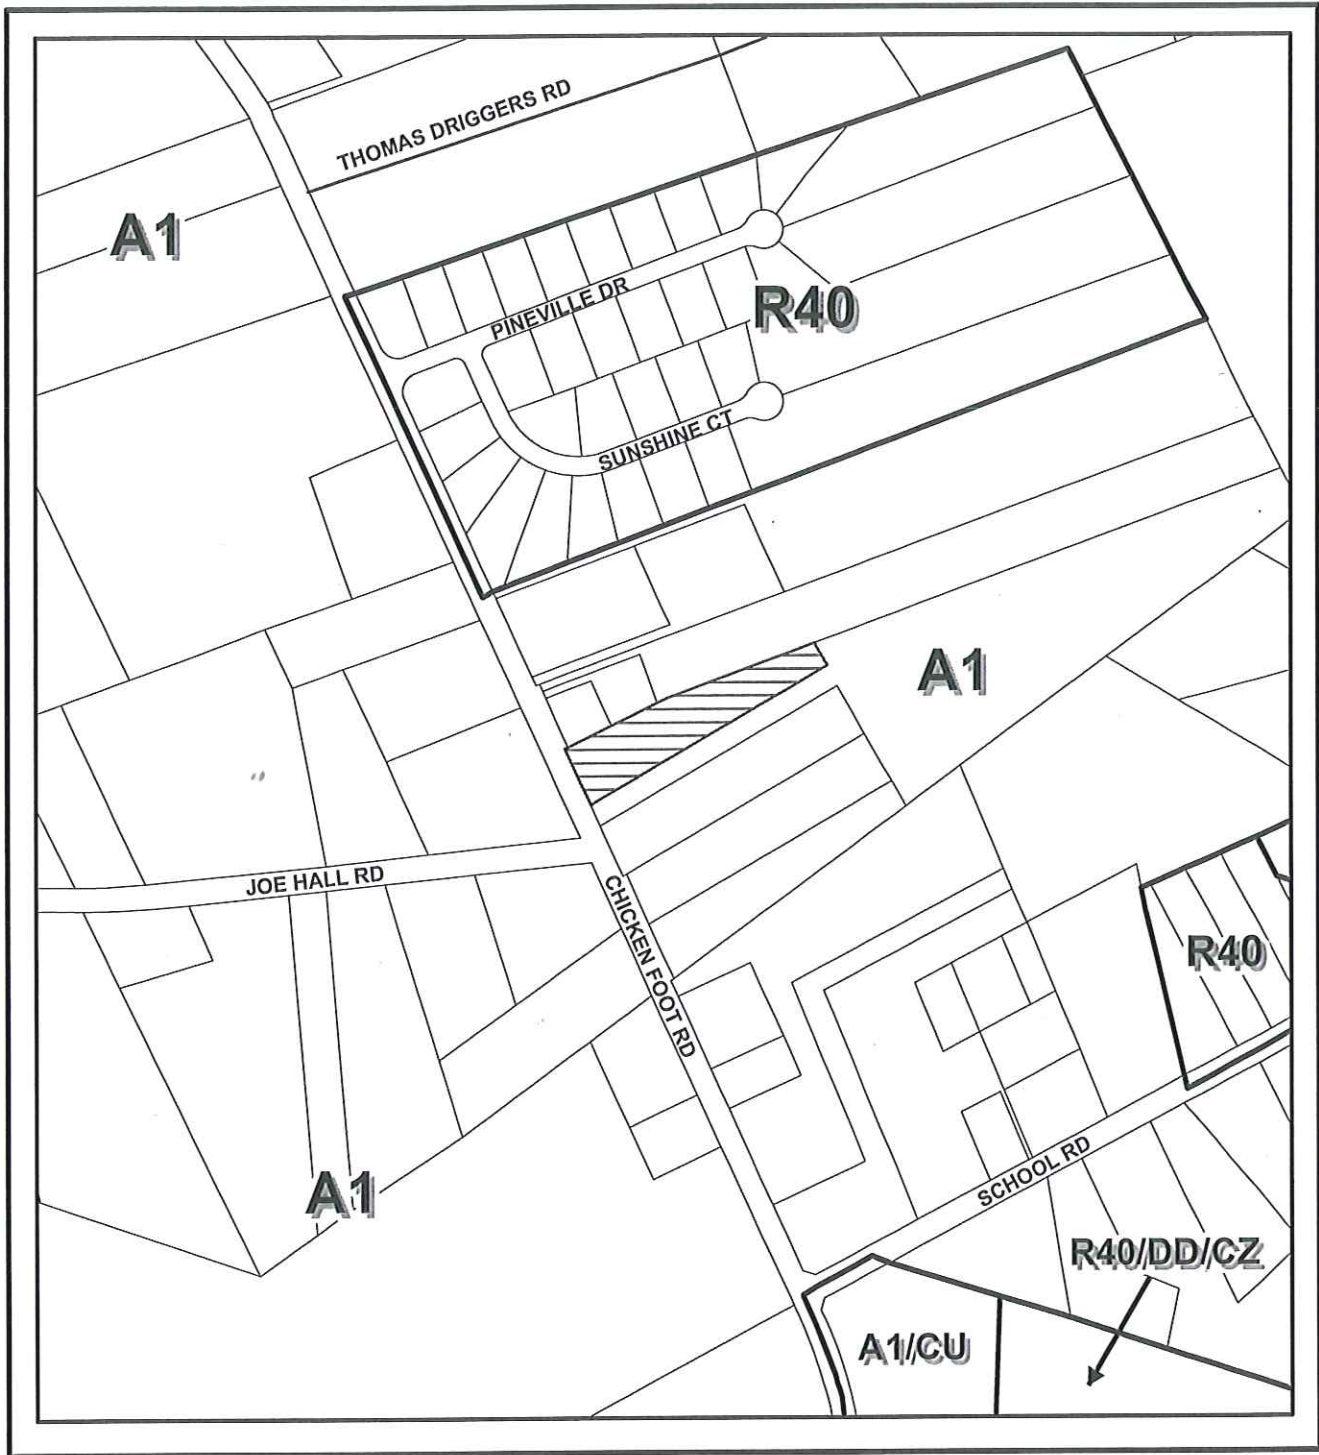 THOMAS DRIGGERS RD
A1
PINEVILLE DR
R40
SUNSHINE CT
A1
JOE HALL RD
CHICKEN FOOT RD
R40
SCHOOL RD
A1
R40/DD/CZ
A1/CU